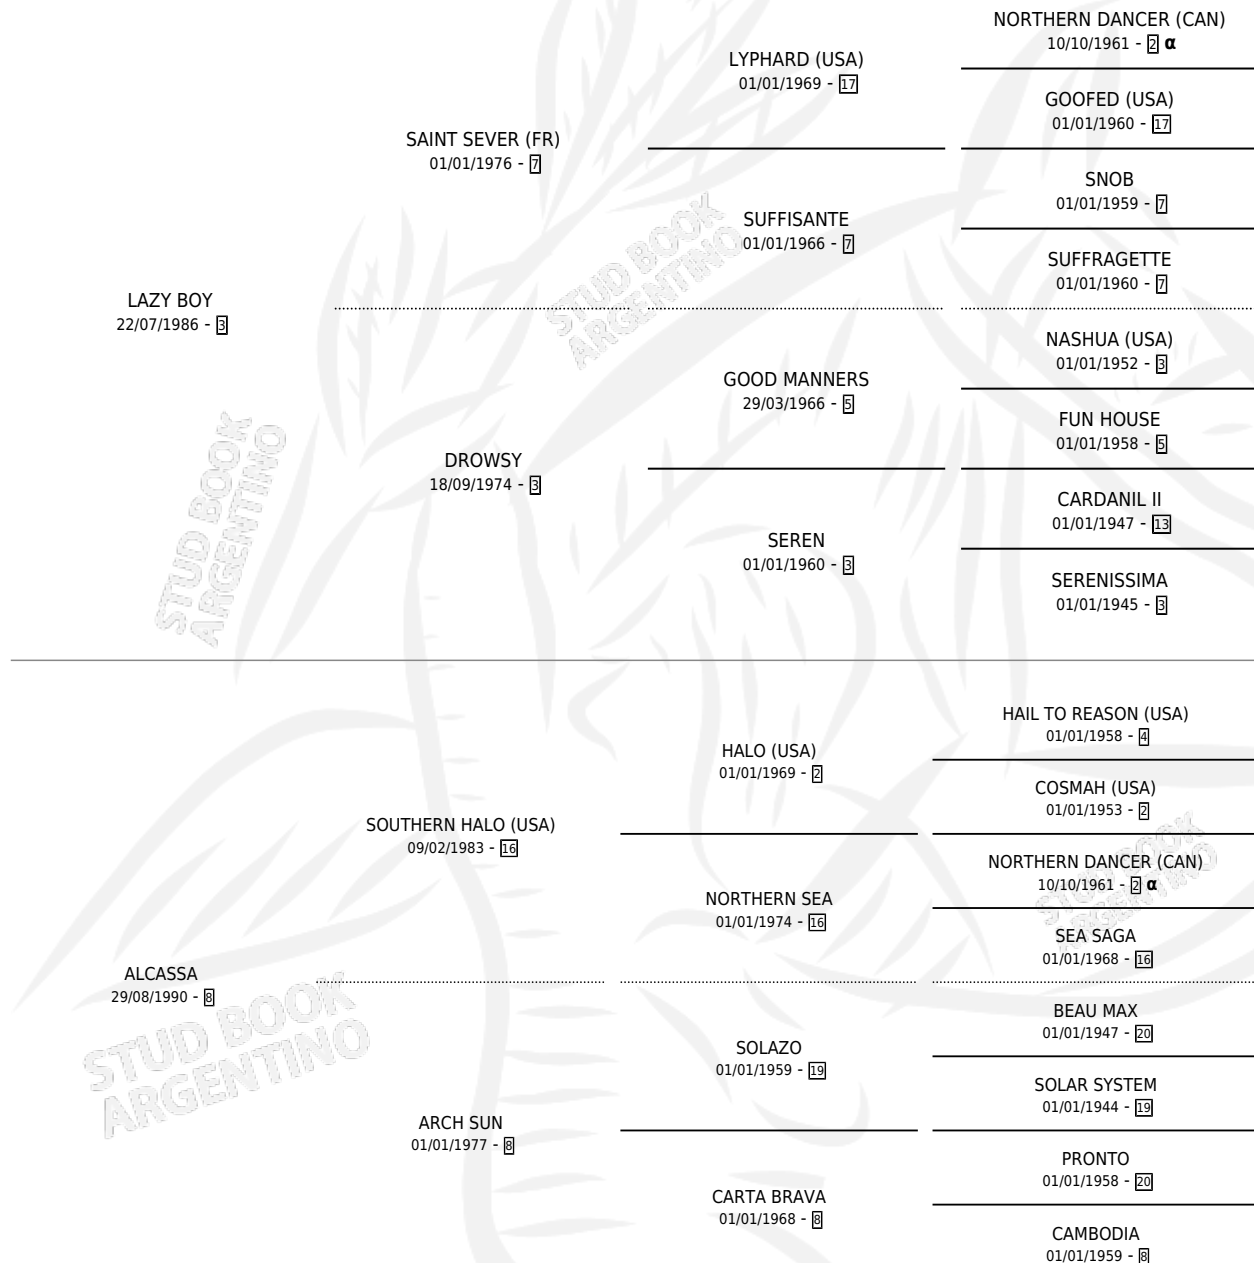 NORTHERN DANCER (CAN)
10/10/1961 - 2 α
LYPHARD (USA)
01/01/1969 - 17
GOOFED (USA)
01/01/1960 - 17
SAINT SEVER (FR)
01/01/1976 - 7
SNOB
01/01/1959 - 7
SUFFISANTE
01/01/1966 - 7
SUFFRAGETTE
01/01/1960 - 7
STUD BOOK
ARGENTINO
LAZY BOY
22/07/1986 - 3
NASHUA (USA)
01/01/1952 - 3
GOOD MANNERS
29/03/1966 - 5
FUN HOUSE
01/01/1958 - 5
DROWSY
18/09/1974 - 3
CARDANIL II
01/01/1947 - 13
SEREN
01/01/1960 - 3
SERENISSIMA
01/01/1945 - 3
STUD BOOK
ARGENTINO
HAIL TO REASON (USA)
01/01/1958 - 4
HALO (USA)
01/01/1969 - 2
COSMAH (USA)
01/01/1953 - 2
SOUTHERN HALO (USA)
09/02/1983 - 16
NORTHERN DANCER (CAN)
10/10/1961 - 2 α
NORTHERN SEA
01/01/1974 - 16
SEA SAGA
01/01/1968 - 16
STUD BOOK
ARGENTINO
ALCASSA
29/08/1990 - 8
BEAU MAX
01/01/1947 - 20
SOLAZO
01/01/1959 - 19
SOLAR SYSTEM
01/01/1944 - 19
STUD BOOK
ARGENTINO
ARCH SUN
01/01/1977 - 8
PRONTO
01/01/1958 - 20
CARTA BRAVA
01/01/1968 - 8
CAMBODIA
01/01/1959 - 8